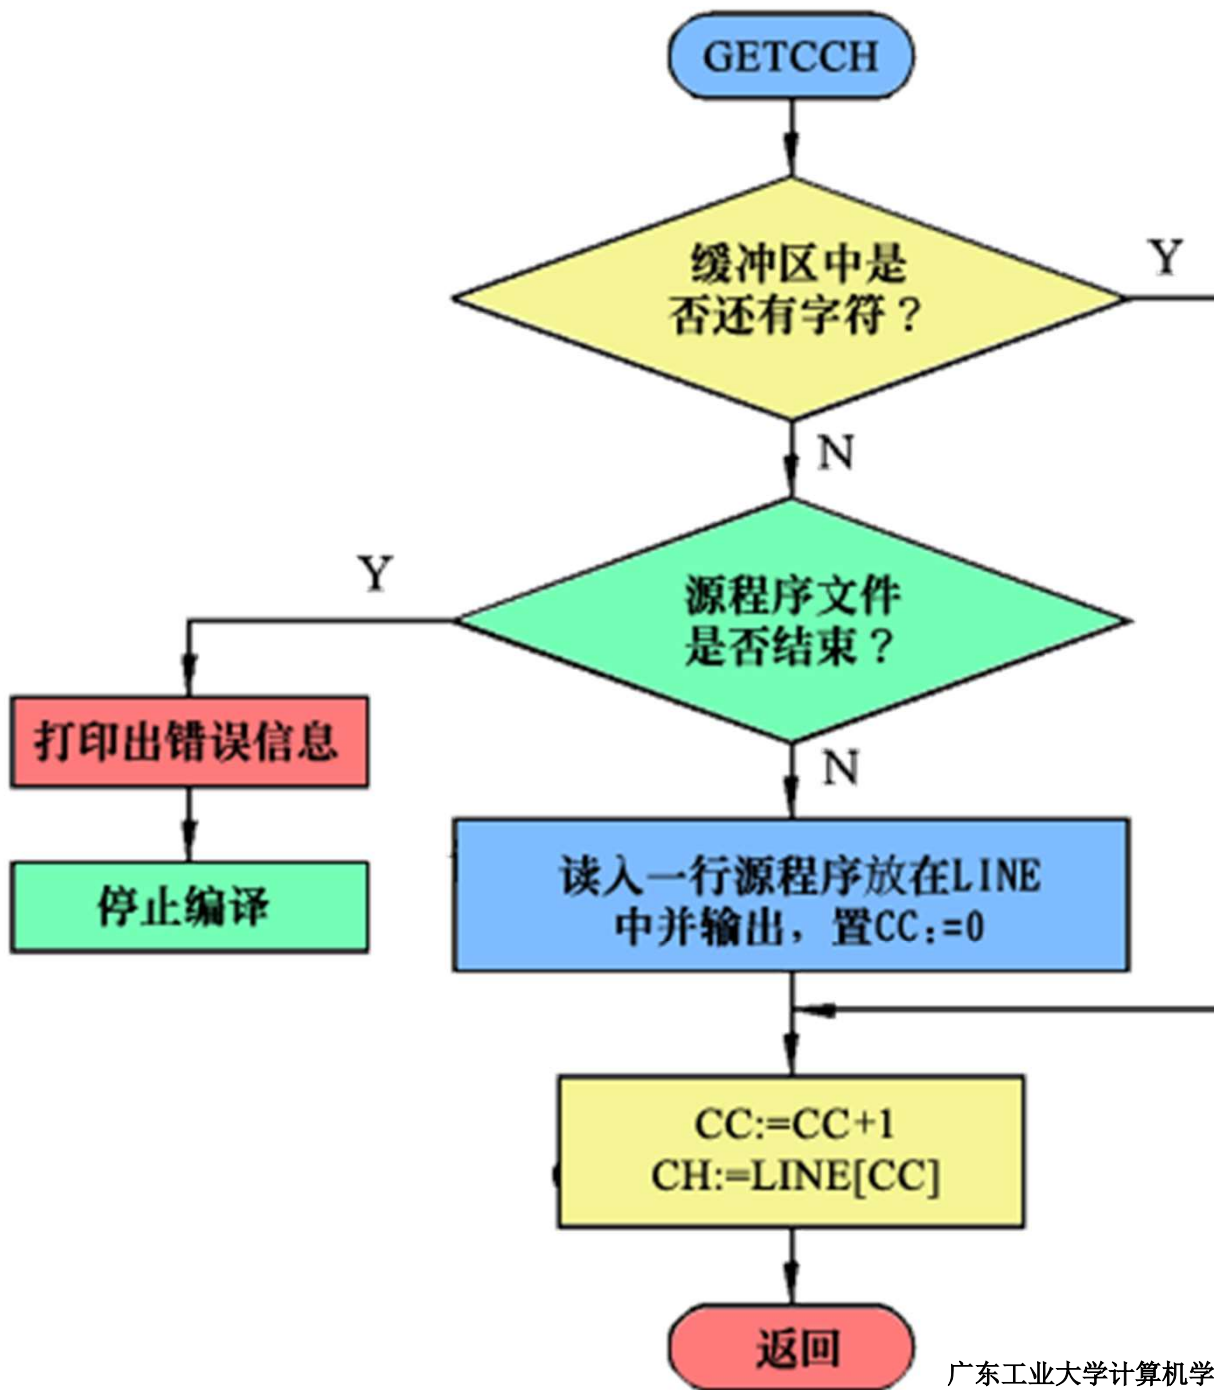 GETCCH
缓冲区中是
否还有字符？
Y
N
源程序文件
是否结束？
Y
N
打印出错误信息
停止编译
读入一行源程序放在LINE
中并输出，置CC:=0
CC:=CC+1
CH:=LINE[CC]
返回
广东工业大学计算机学